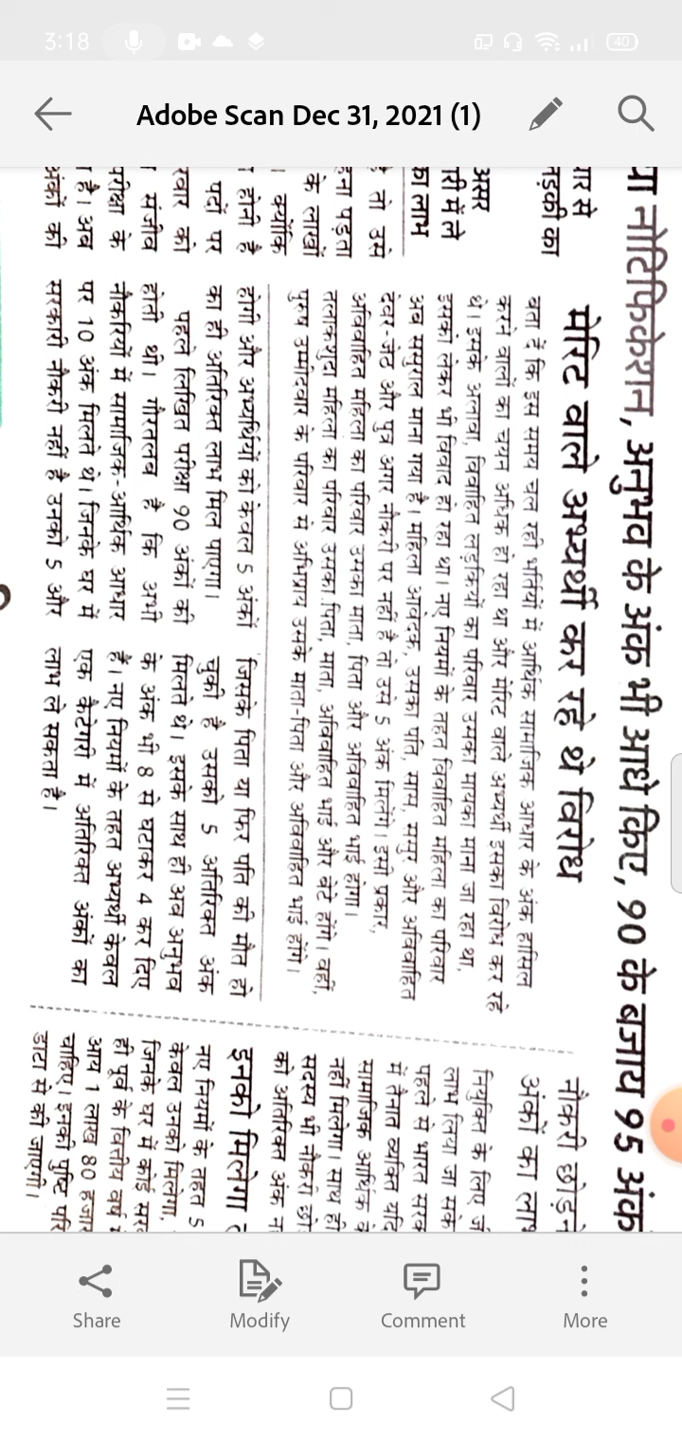 3:18
40
Adobe Scan Dec 31, 2021 (1)
नोटिफिकेशन, अनुभव के अंक भी आधे किए, 90 के बजाय 95 अंक
मेरिट वाले अभ्यर्थी कर रहे थे विरोध
बता दें कि इस समय चल रही भर्तियों में आर्थिक सामाजिक आधार के अंक हासिल
करने वालों का चयन अधिक हो रहा था और मेरिट वाले अभ्यर्थी इसका विरोध कर रहे
थे। इसके अलावा, विवाहित लड़कियों का परिवार उसका मायका माना जा रहा था,
इसको लेकर भी विवाद हो रहा था। नए नियमों के तहत विवाहित महिला का परिवार
अब ससुराल माना गया है। महिला आवेदक, उसका पति, सास, ससुर और अविवाहित
देवर-जेठ और पुत्र अगर नौकरी पर नहीं है तो उसे 5 अंक मिलेंगे। इसी प्रकार,
अविवाहित महिला का परिवार उसका माता, पिता और अविवाहित भाई होगा।
तलाकशुदा महिला का परिवार उसका पिता, माता, अविवाहित भाई और बेटे होंगे। वहीं,
पुरुष उम्मीदवार के परिवार में अभिप्राय उसके माता-पिता और अविवाहित भाई होंगे।
ार से
लड़की का
असर
री में ले
का लाभ
तो उसे
हना पड़ता
के लाखों
। क्योंकि
होनी है
पदों पर
रवार को
संजीव
परीक्षा के
है। अब
अंकों की
होगी और अभ्यर्थियों को केवल 5 अंकों
का ही अतिरिक्त लाभ मिल पाएगा।
पहले लिखित परीक्षा 90 अंकों की
होती थी। गौरतलब है कि अभी
नौकरियों में सामाजिक-आर्थिक आधार
पर 10 अंक मिलते थे। जिनके घर में
सरकारी नौकरी नहीं है उनको 5 और
जिसके पिता या फिर पति की मौत हो
चुकी है उसको 5 अतिरिक्त अंक
मिलते थे। इसके साथ ही अब अनुभव
के अंक भी 8 से घटाकर 4 कर दिए
है। नए नियमों के तहत अभ्यर्थी केवल
एक कैटेगरी में अतिरिक्त अंकों का
लाभ ले सकता है।
नौकरी छोड़ने
अंकों का लाभ
नियुक्ति के लिए
लाभ लिया जा सके
पहले से भारत सरक
में तैनात व्यक्ति यदि
सामाजिक आर्थिक के
नहीं मिलेगा। साथ ही
सदस्य भी नौकरी छो
को अतिरिक्त अंक न
इनको मिलेगा
नए नियमों के तहत 5
केवल उनको मिलेगा,
जिनके घर में कोई सर
ही पूर्व के वित्तीय वर्ष
आय 1 लाख 80 हजार
चाहिए। इनकी पुष्टि परि
डाटा से की जाएगी।
Share
Modify
Comment
More